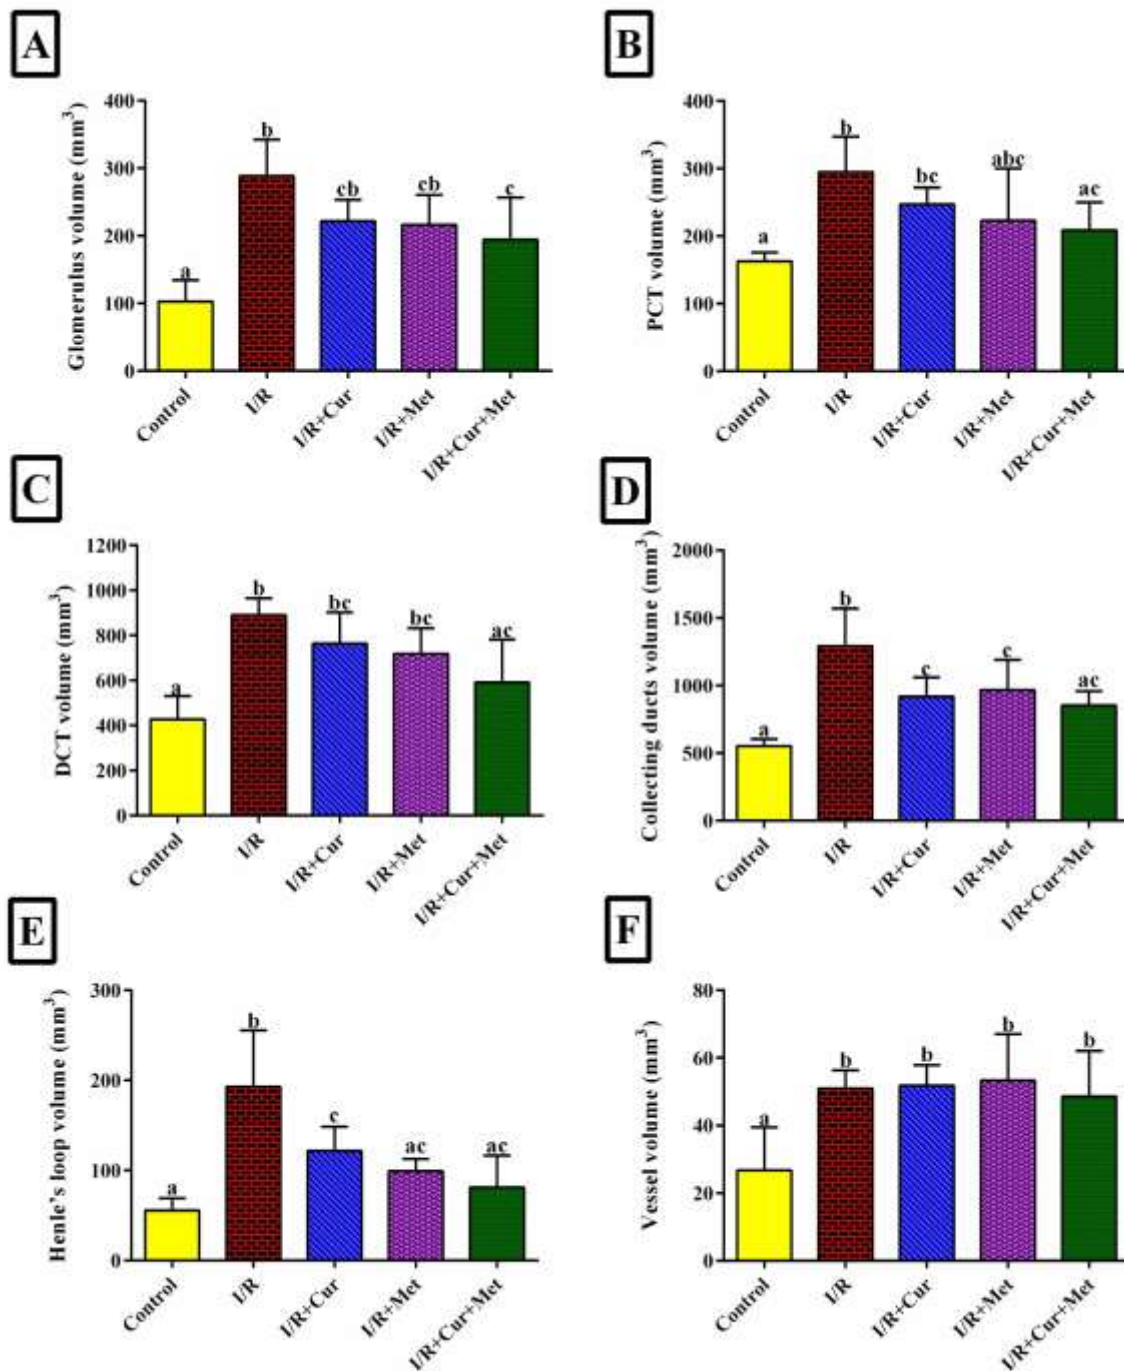 A
Glomerulus volume (mm³)
400
300
200
100
0
a
b
cb
cb
c
Control
I/R
I/R+Cur
I/R+Met
I/R+Cur+Met
B
PCT volume (mm³)
400
300
200
100
0
a
b
bc
abc
ac
Control
I/R
I/R+Cur
I/R+Met
I/R+Cur+Met
C
DCT volume (mm³)
1200
1000
800
600
400
200
0
a
b
bc
bc
ac
Control
I/R
I/R+Cur
I/R+Met
I/R+Cur+Met
D
Collecting ducts volume (mm³)
2000
1500
1000
500
0
a
b
c
c
ac
Control
I/R
I/R+Cur
I/R+Met
I/R+Cur+Met
E
Henle's loop volume (mm³)
300
200
100
0
a
b
c
ac
ac
Control
I/R
I/R+Cur
I/R+Met
I/R+Cur+Met
F
Vessel volume (mm³)
80
60
40
20
0
a
b
b
b
b
Control
I/R
I/R+Cur
I/R+Met
I/R+Cur+Met